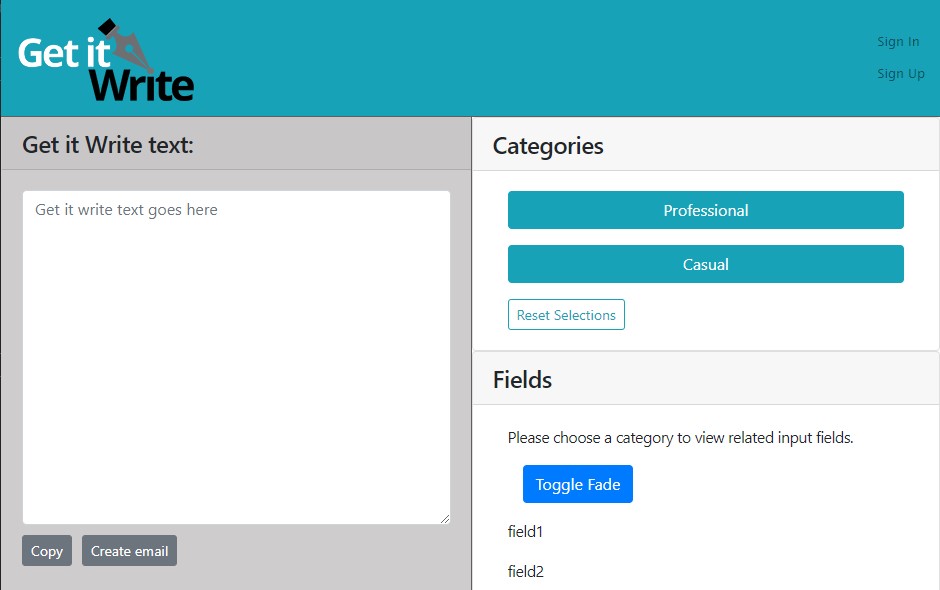 Get it
Write
Sign In
Sign Up
Get it Write text:
Get it write text goes here
Copy
Create email
Categories
Professional
Casual
Reset Selections
Fields
Please choose a category to view related input fields.
Toggle Fade
field1
field2